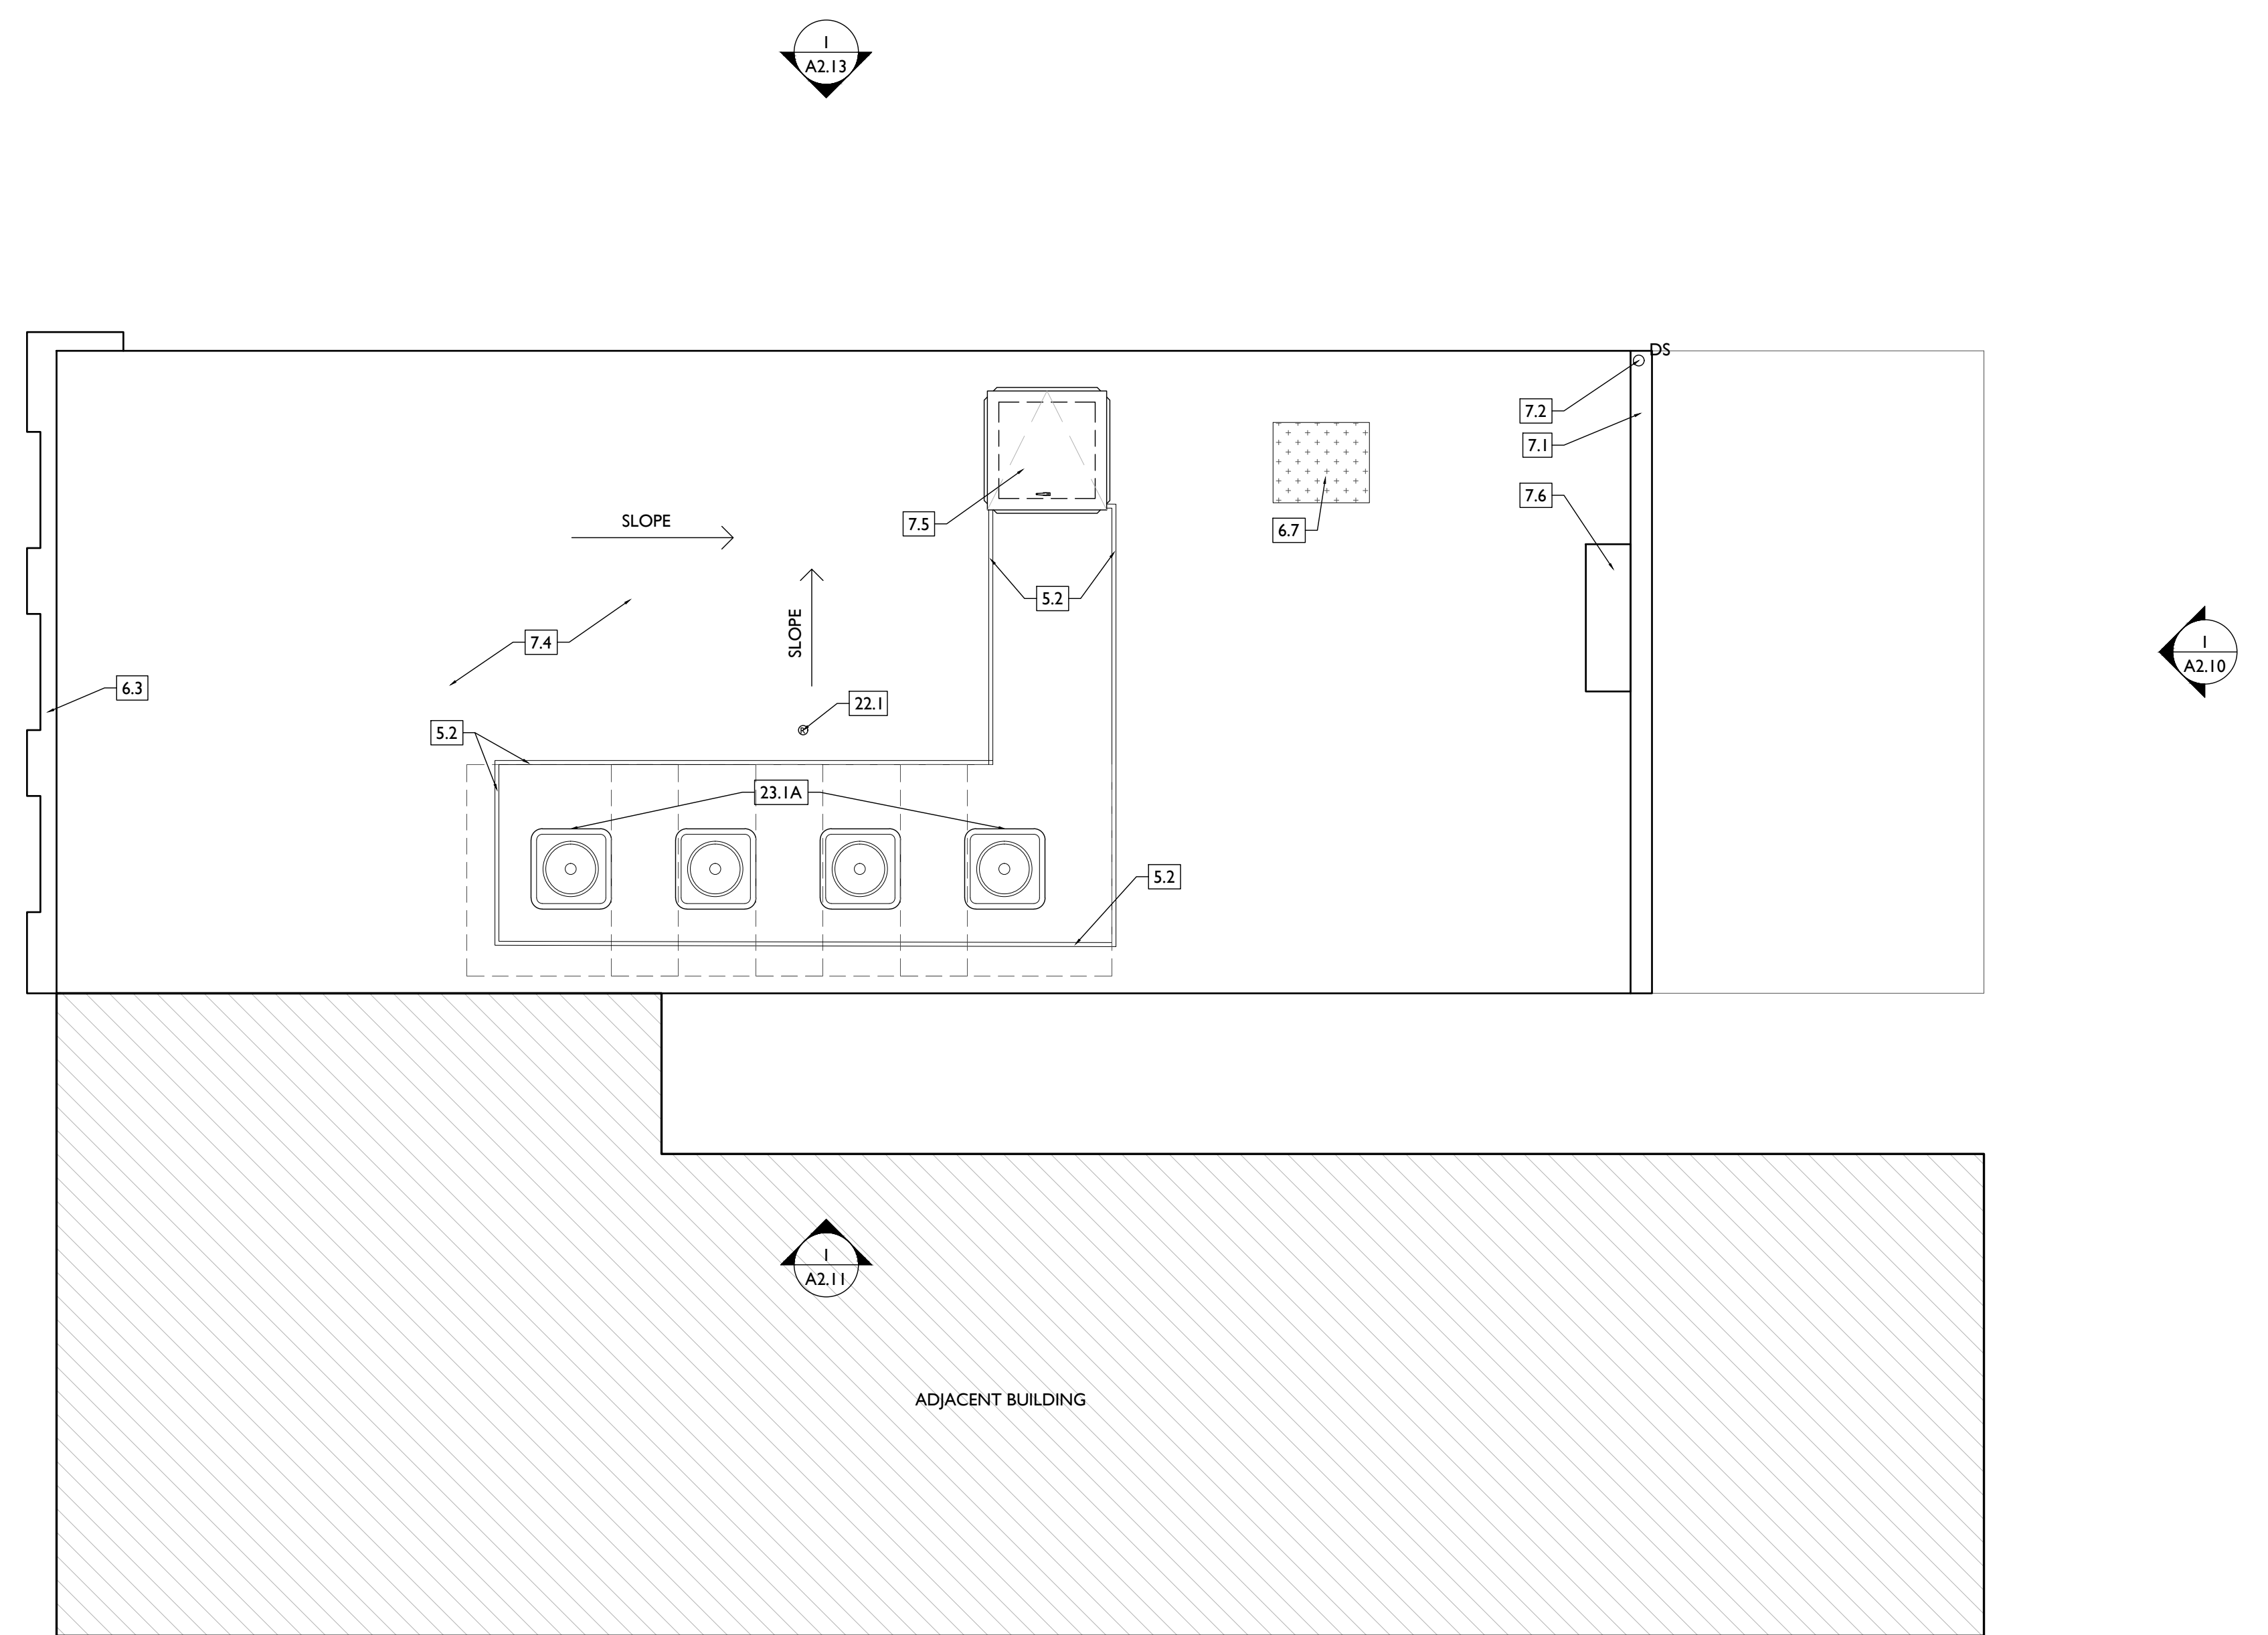 1
A2.13
DS
7.2
7.1
7.6
SLOPE
7.5
6.7
5.2
SLOPE
7.4
6.3
22.1
1
A2.10
5.2
23.1A
5.2
1
A2.11
ADJACENT BUILDING